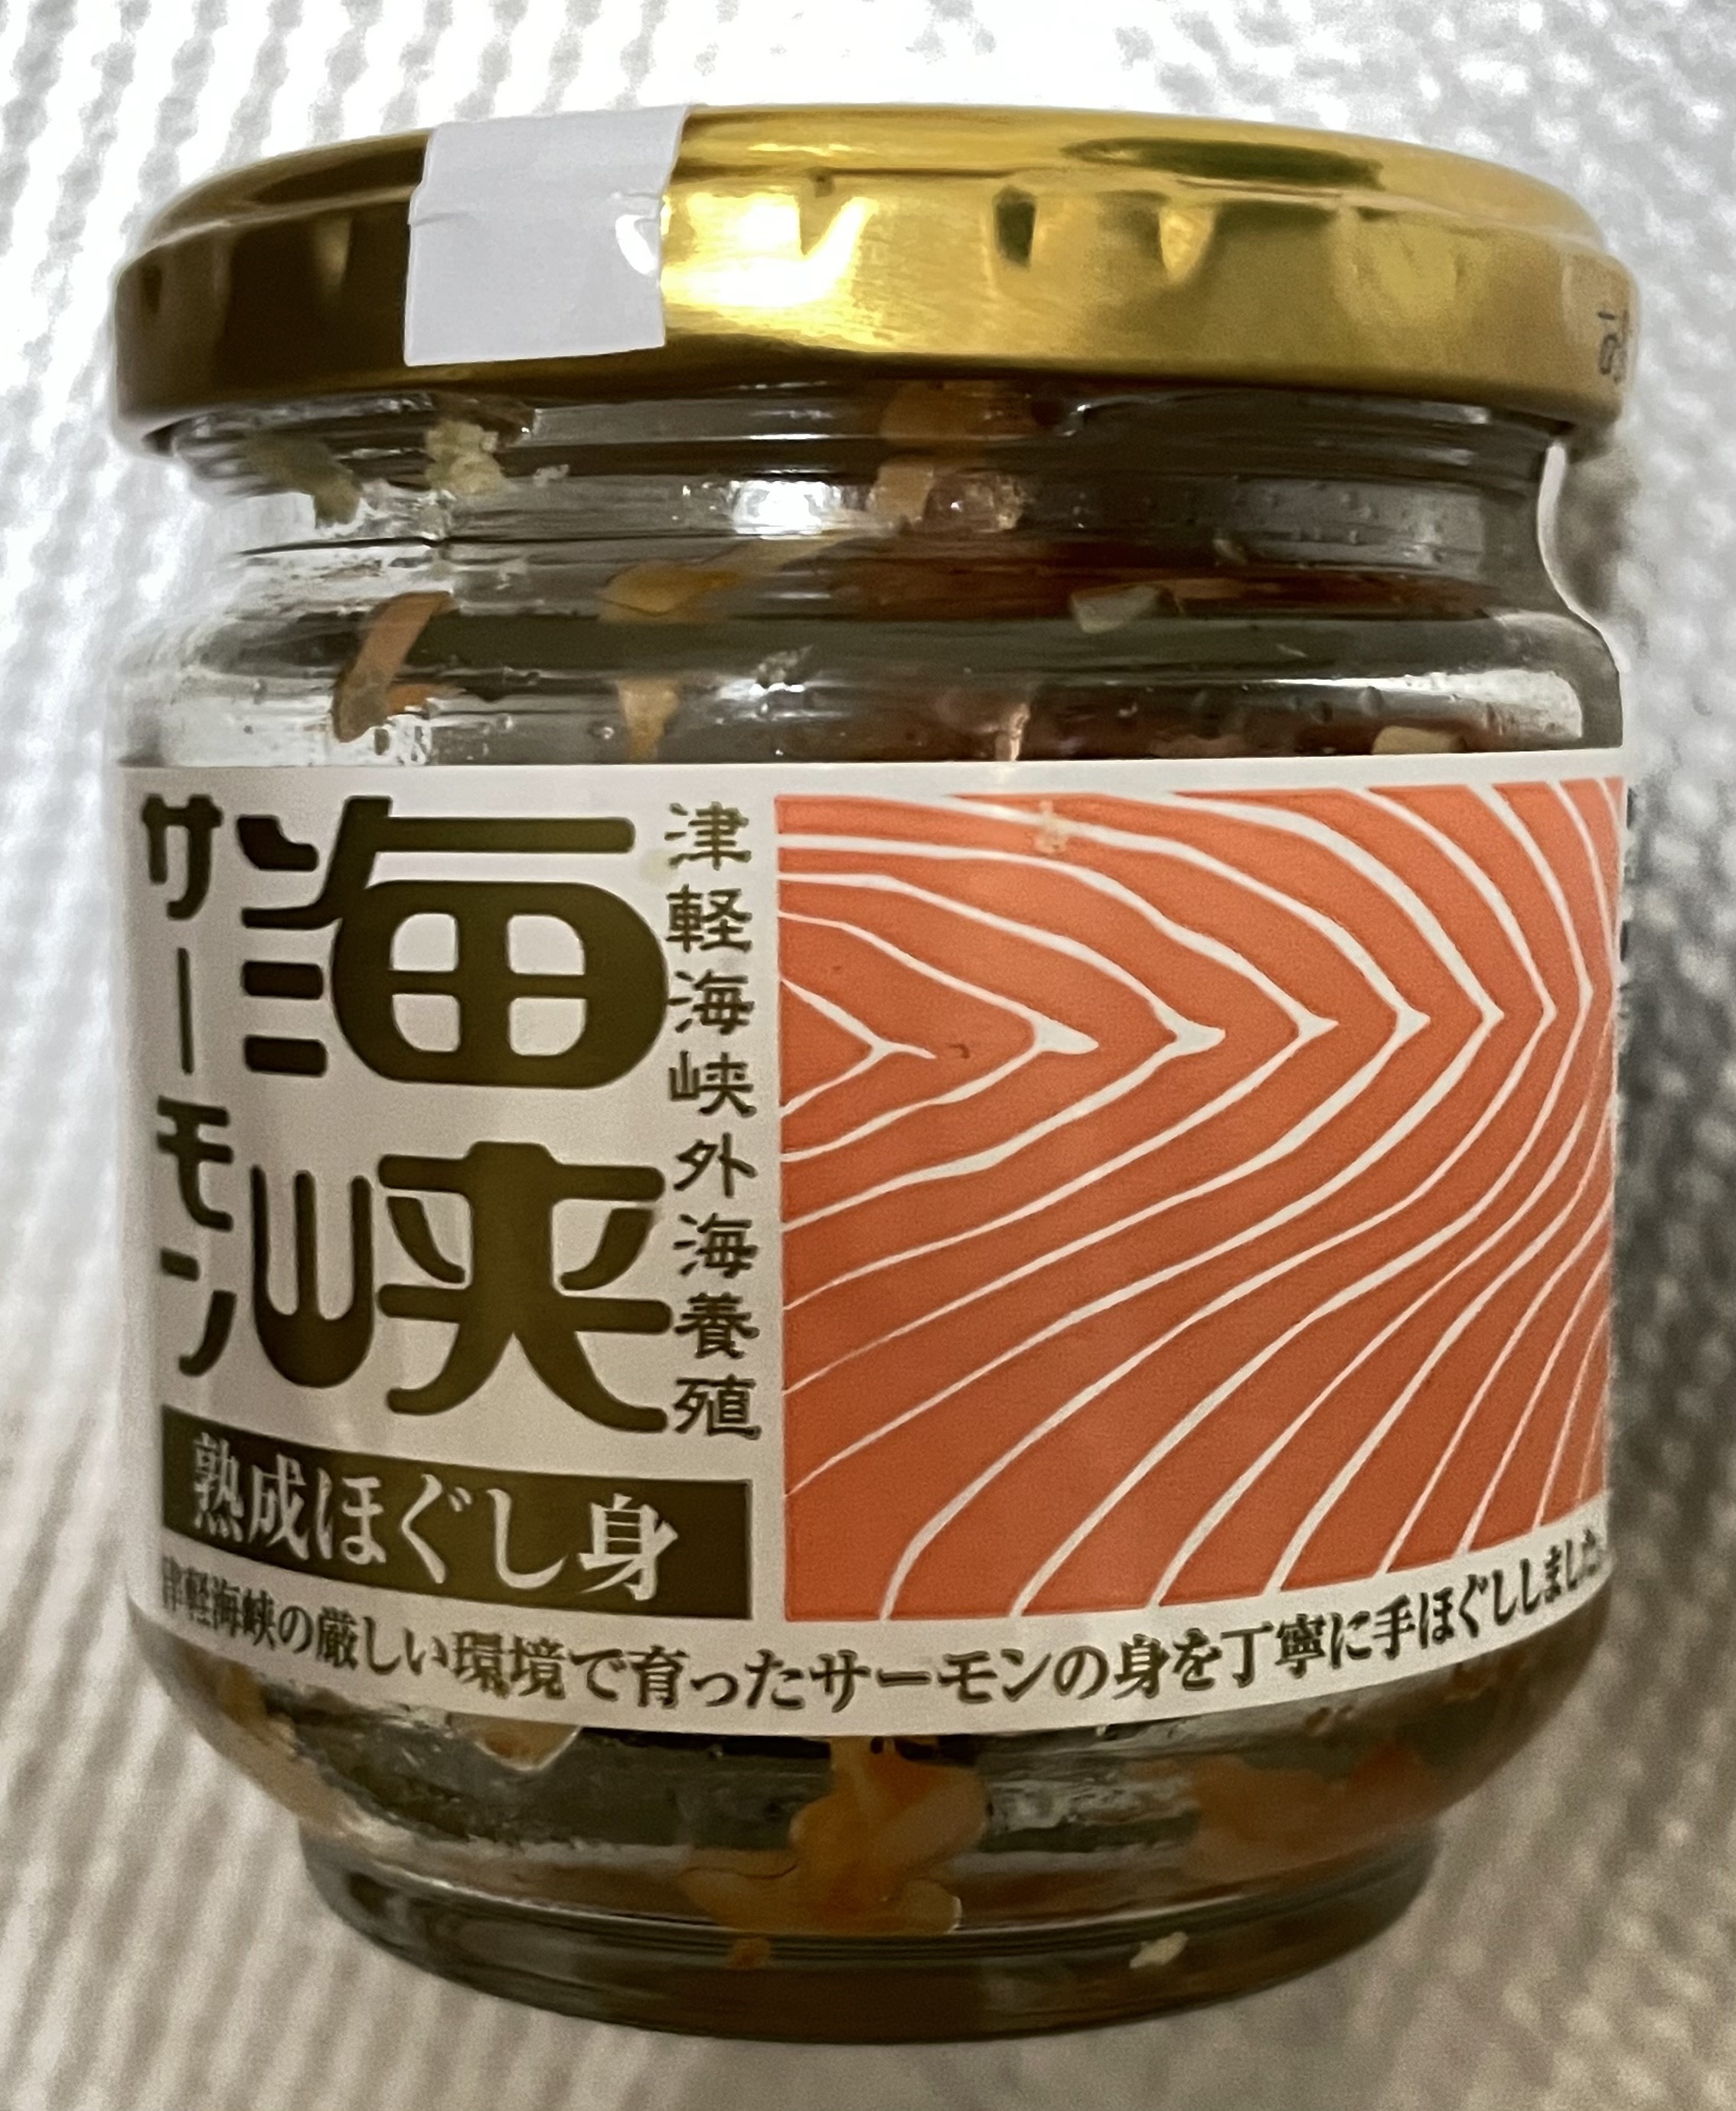 津軽海峡外海養殖
海峡
サーモン
熟成ほぐし身
津軽海峡の厳しい環境で育ったサーモンの身を丁寧に手ほぐししました。